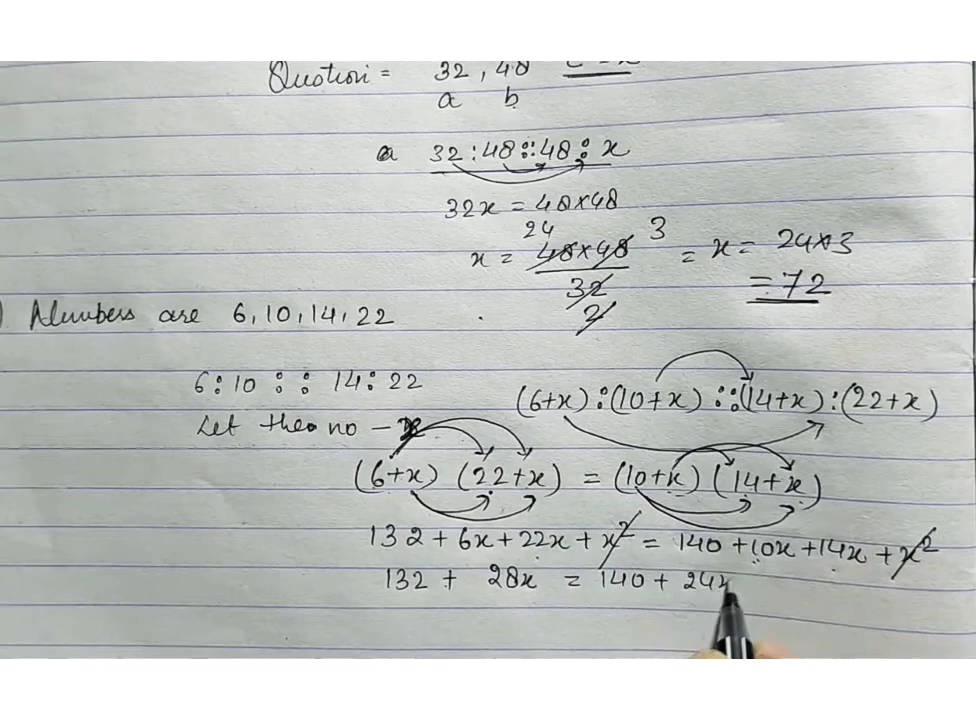 Question = 32, 48
a b
a 32 : 48 :: 48 : x
32x = 48×48
24 3
x = 48×48 = x = 24×3
32 = 72
2
) Numbers are 6, 10, 14, 22
6 : 10 : : 14 : 22
(6+x) : (10+x) :: (14+x) : (22+x)
Let the no - x
(6+x) (22+x) = (10+x) (14+x)
132 + 6x + 22x + x² = 140 + 10x + 14x + x²
132 + 28x = 140 + 24x